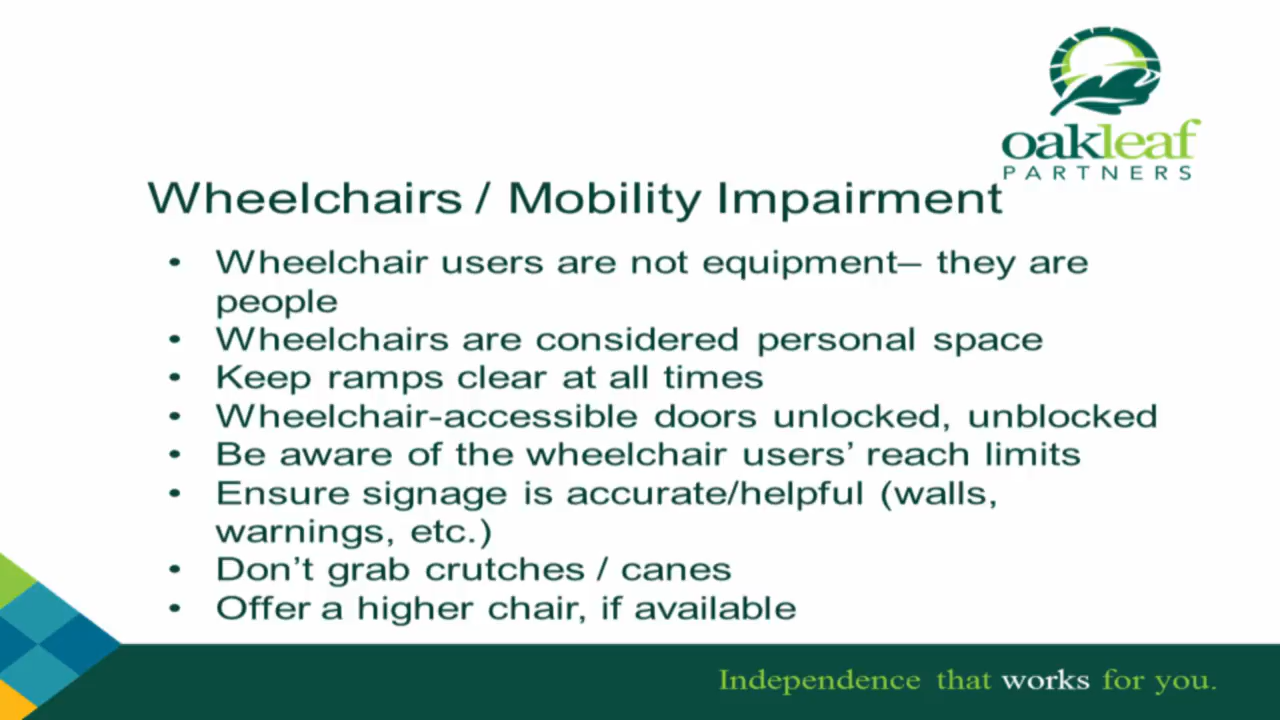 oakleaf
PARTNERS
Wheelchairs / Mobility Impairment
• Wheelchair users are not equipment– they are
people
• Wheelchairs are considered personal space
• Keep ramps clear at all times
• Wheelchair-accessible doors unlocked, unblocked
• Be aware of the wheelchair users’ reach limits
• Ensure signage is accurate/helpful (walls,
warnings, etc.)
• Don’t grab crutches / canes
• Offer a higher chair, if available
Independence that works for you.